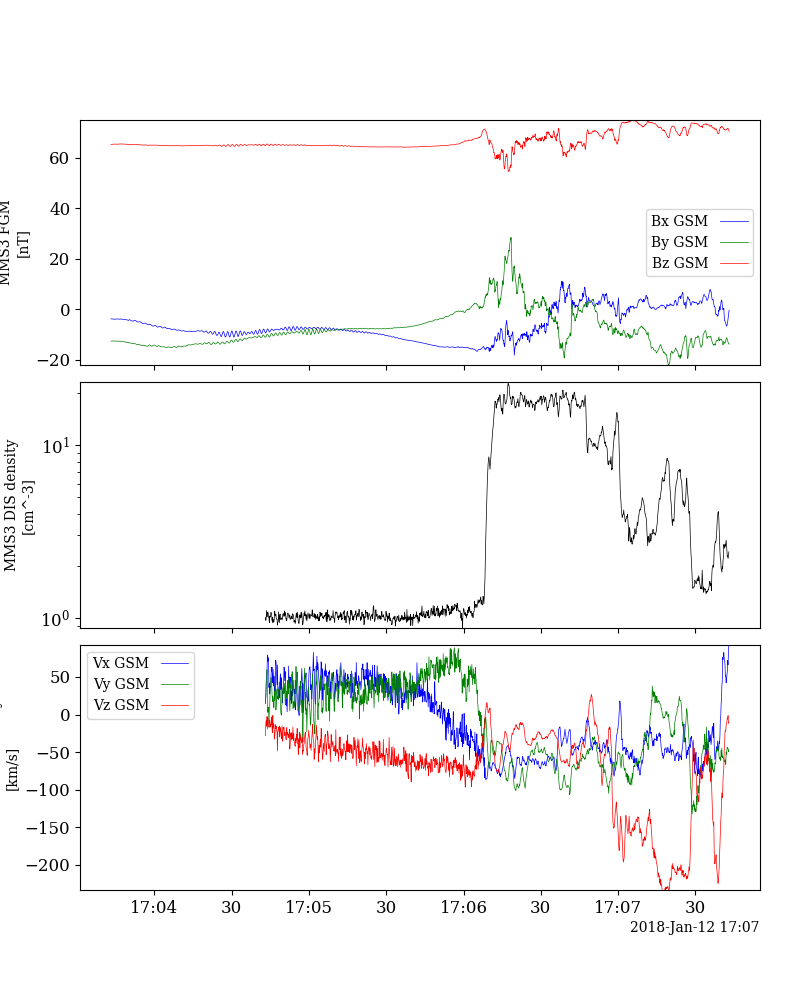 60
40
20
0
−20
MMS3 FGM
[nT]
Bx GSM
By GSM
Bz GSM
10^1
10^0
MMS3 DIS density
[cm^-3]
50
0
−50
−100
−150
−200
[km/s]
Vx GSM
Vy GSM
Vz GSM
17:04 30 17:05 30 17:06 30 17:07 30
2018-Jan-12 17:07